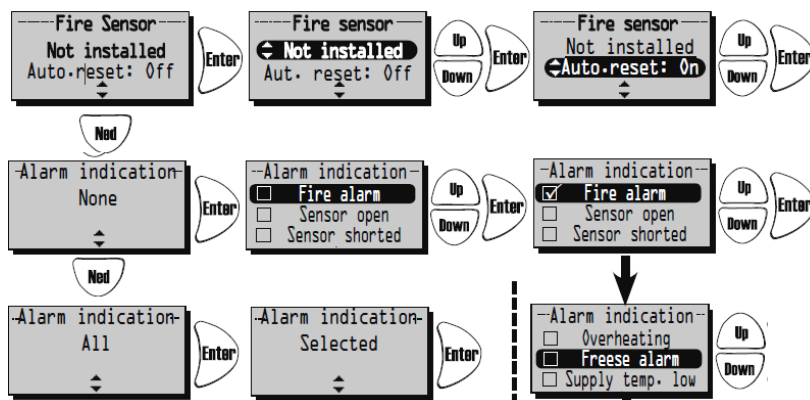 Fire Sensor
Not installed
Auto.reset: Off
Enter
Fire sensor
Not installed
Aut. reset: Off
Up
Down
Enter
Fire sensor
Not installed
Auto.reset: On
Up
Down
Enter
Ned
Alarm indication
None
Enter
Alarm indication
Fire alarm
Sensor open
Sensor shorted
Up
Down
Enter
Alarm indication
Fire alarm
Sensor open
Sensor shorted
Up
Down
Enter
Ned
Alarm indication
All
Enter
Alarm indication
Selected
Enter
Alarm indication
Overheating
Freese alarm
Supply temp. low
Up
Down